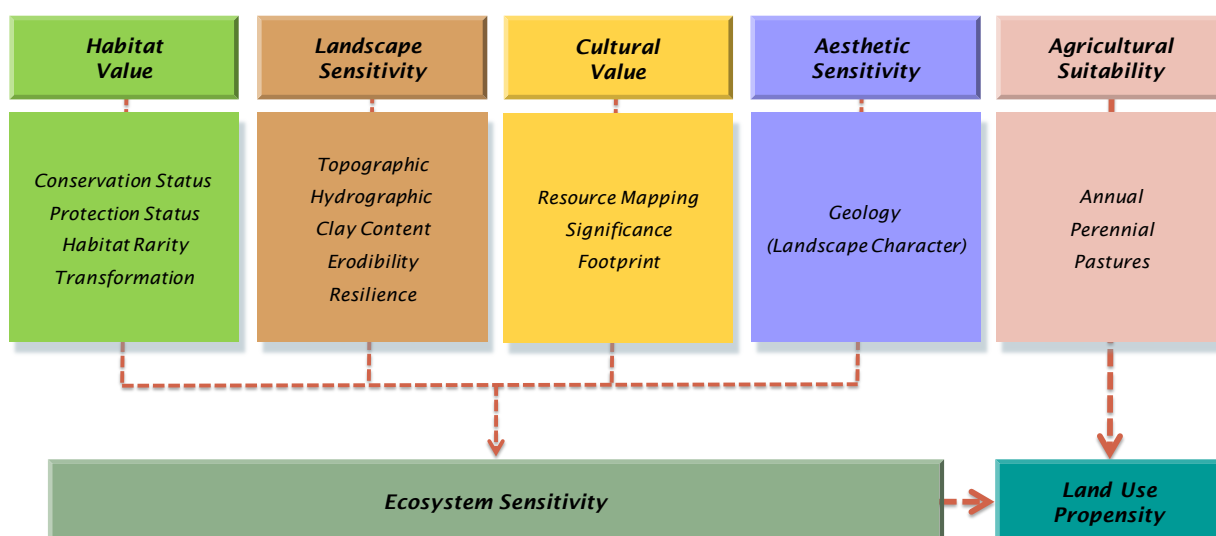 Habitat
Value
Landscape
Sensitivity
Cultural
Value
Aesthetic
Sensitivity
Agricultural
Suitability
Conservation Status
Protection Status
Habitat Rarity
Transformation
Topographic
Hydrographic
Clay Content
Erodibility
Resilience
Resource Mapping
Significance
Footprint
Geology
(Landscape Character)
Annual
Perennial
Pastures
Ecosystem Sensitivity
Land Use
Propensity